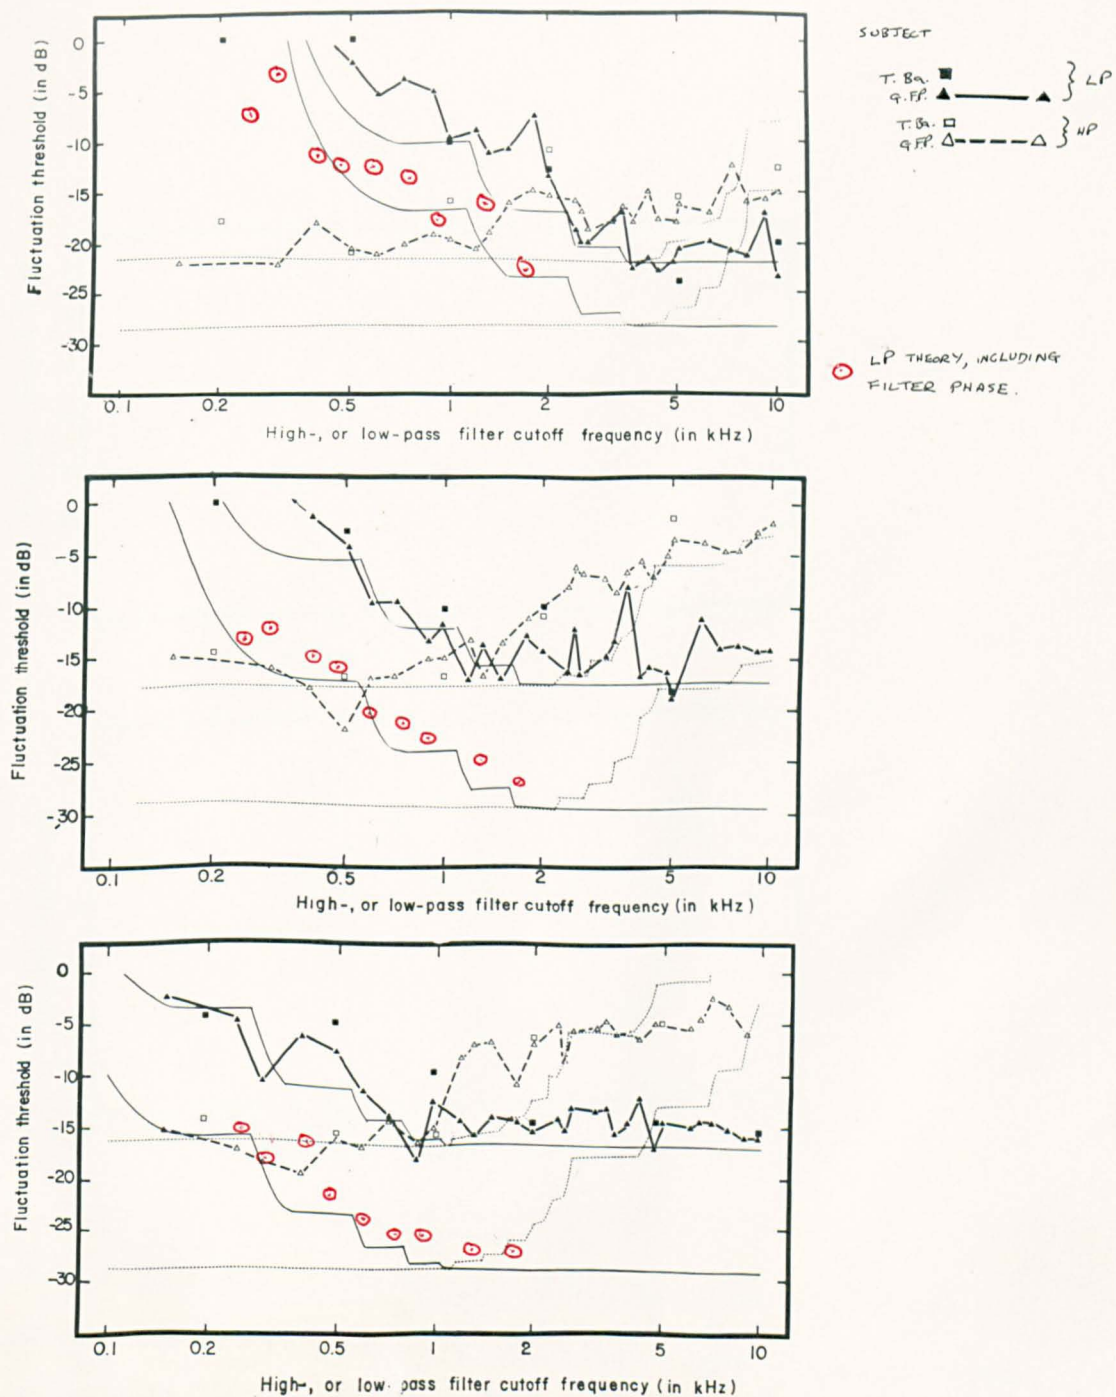 Fluctuation threshold (in dB)
0
-5
-10
-15
-20
-25
-30
0.1 0.2 0.5 1 2 5 10
High-, or low-pass filter cutoff frequency (in kHz)
SUBJECT
T. Ba. ■ } LP
G.F.P. ▲ ▲
T. Ba. □ } HP
G.F.P. △ △
LP THEORY, INCLUDING
FILTER PHASE.
Fluctuation threshold (in dB)
0
-5
-10
-15
-20
-25
-30
0.1 0.2 0.5 1 2 5 10
High-, or low-pass filter cutoff frequency (in kHz)
Fluctuation threshold (in dB)
0
-5
-10
-15
-20
-25
-30
0.1 0.2 0.5 1 2 5 10
High-, or low-pass filter cutoff frequency (in kHz)